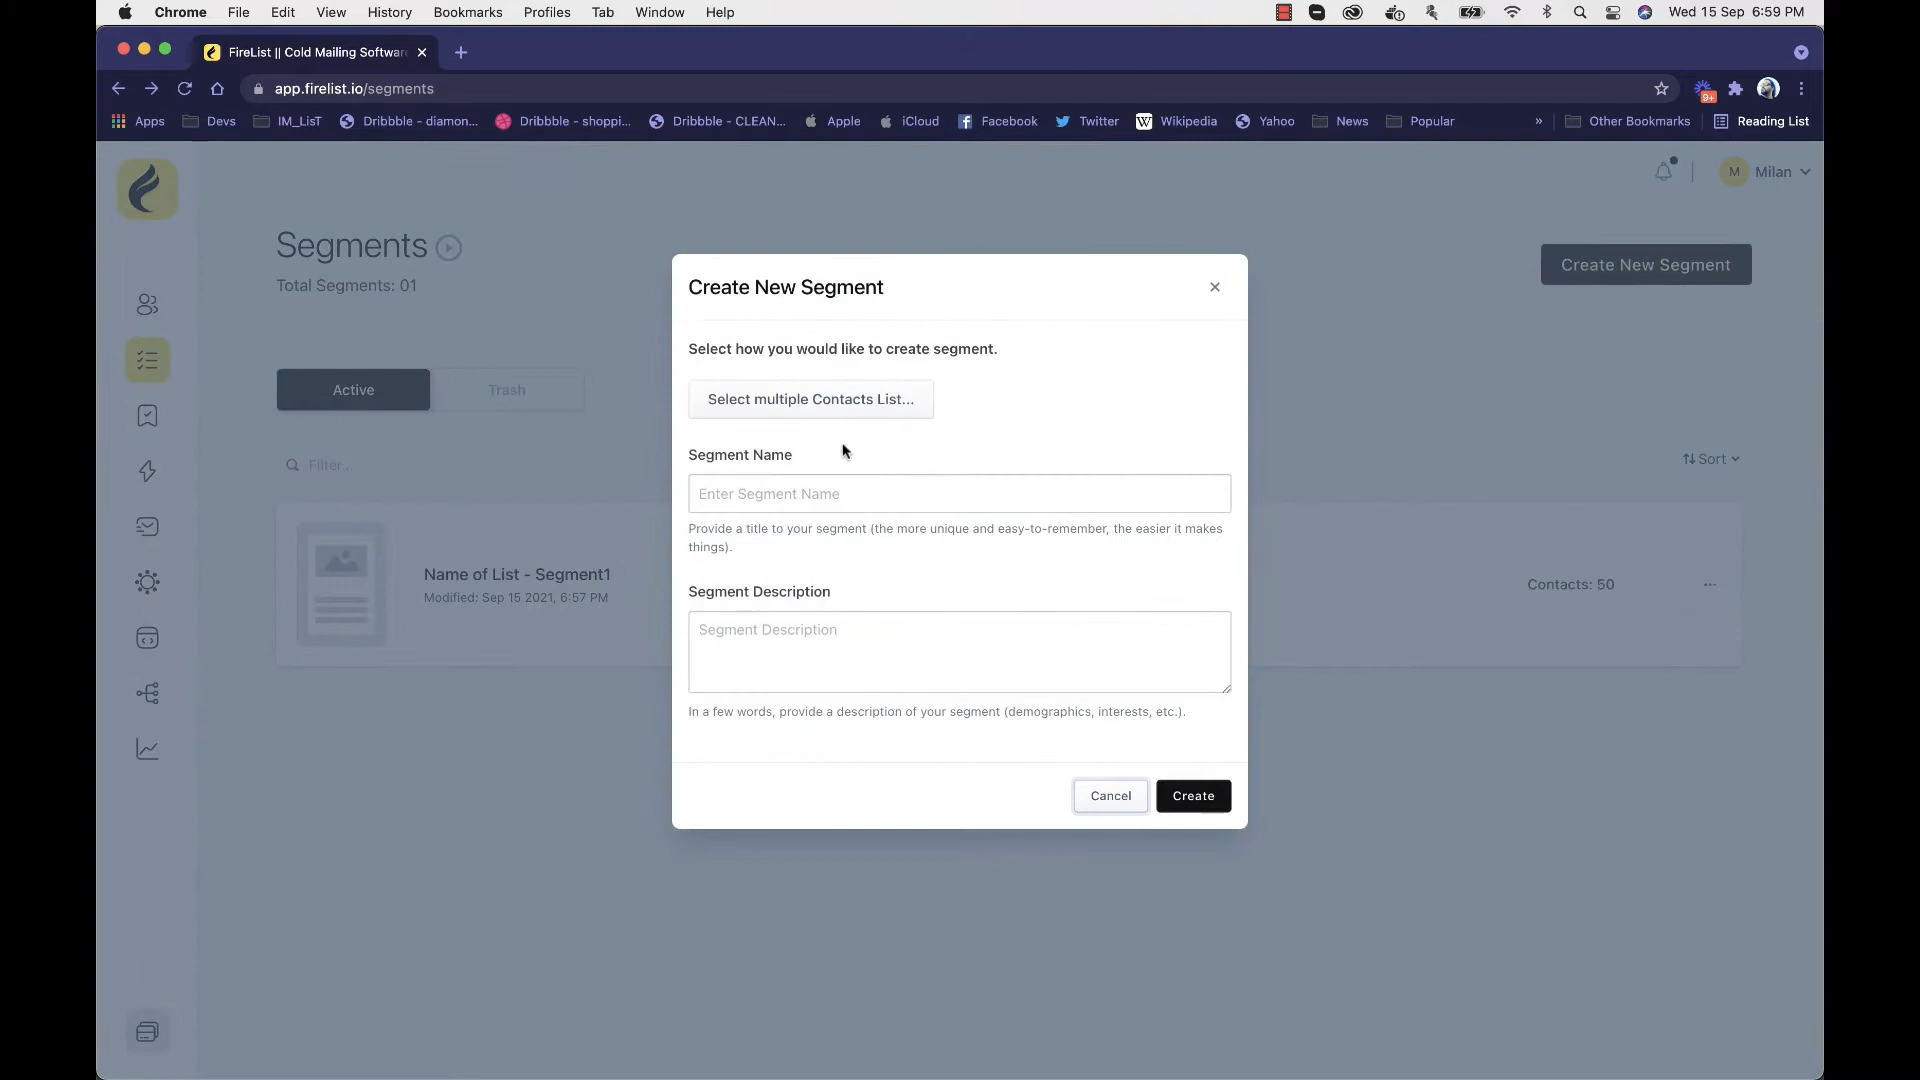 Chrome File Edit View History Bookmarks Profiles Tab Window Help Wed 15 Sep 6:59 PM
FireList || Cold Mailing Softwar
app.firelist.io/segments
9+
Apps Devs IM_LisT Dribbble - diamon... Dribbble - shoppi... Dribbble - CLEAN... Apple iCloud Facebook Twitter Wikipedia Yahoo News Popular » Other Bookmarks Reading List
M Milan
Segments
Total Segments: 01
Create New Segment
Active Trash
Filter...
Sort
Name of List - Segment1
Modified: Sep 15 2021, 6:57 PM
Contacts: 50
Create New Segment
Select how you would like to create segment.
Select multiple Contacts List...
Segment Name
Enter Segment Name
Provide a title to your segment (the more unique and easy-to-remember, the easier it makes
things).
Segment Description
Segment Description
In a few words, provide a description of your segment (demographics, interests, etc.).
Cancel Create